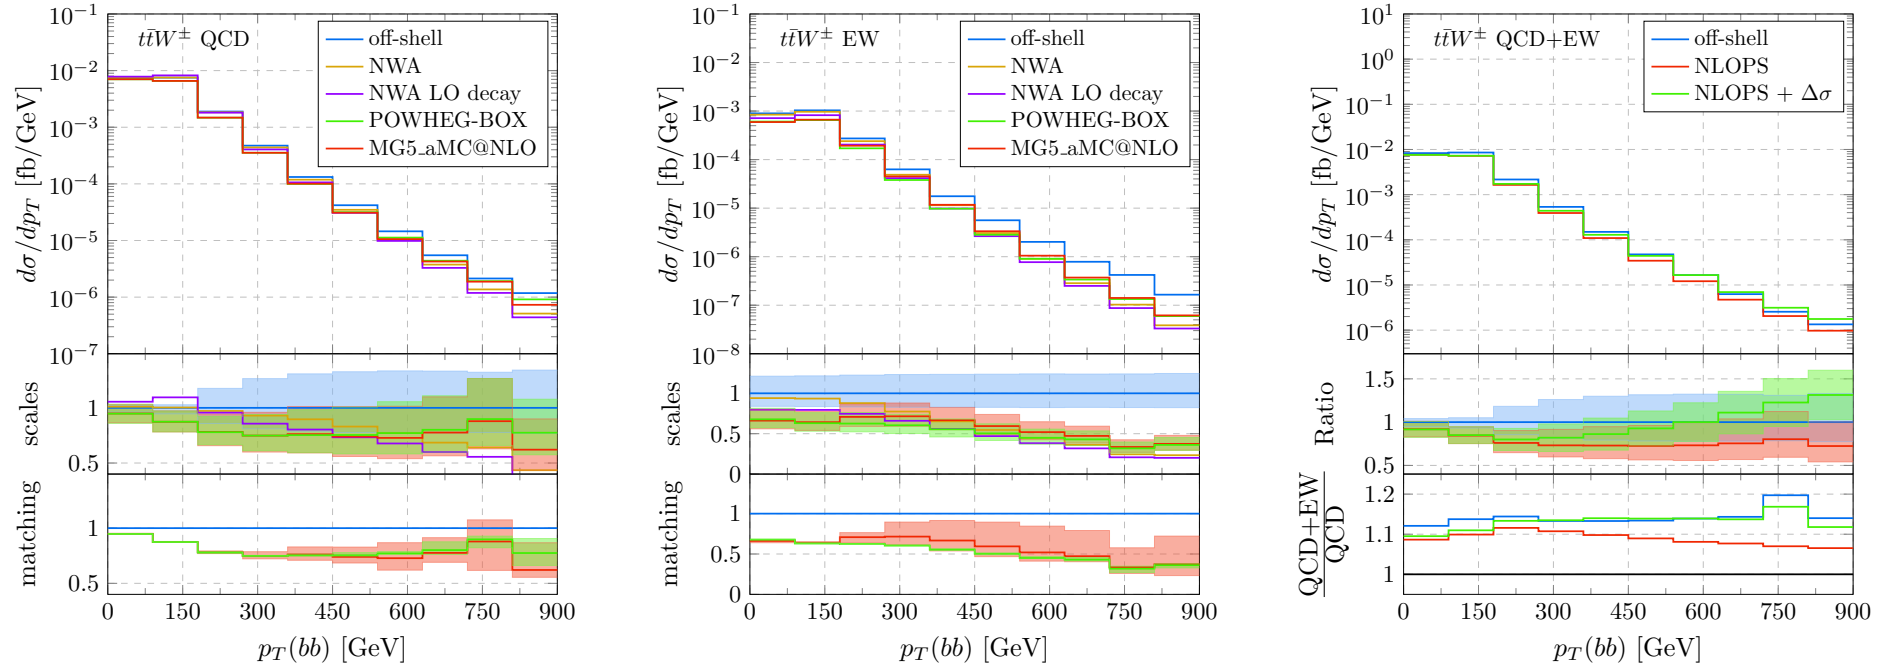 tt̄W± QCD
off-shell
NWA
NWA LO decay
POWHEG-BOX
MG5_aMC@NLO
dσ/dp_T [fb/GeV]
10^−1
10^−2
10^−3
10^−4
10^−5
10^−6
10^−7
scales
1
0.5
matching
1
0.5
0 150 300 450 600 750 900
p_T(bb) [GeV]
tt̄W± EW
off-shell
NWA
NWA LO decay
POWHEG-BOX
MG5_aMC@NLO
dσ/dp_T [fb/GeV]
10^−1
10^−2
10^−3
10^−4
10^−5
10^−6
10^−7
10^−8
scales
1
0.5
0
matching
1
0.5
0
0 150 300 450 600 750 900
p_T(bb) [GeV]
tt̄W± QCD+EW
off-shell
NLOPS
NLOPS + Δσ
dσ/dp_T [fb/GeV]
10^1
10^0
10^−1
10^−2
10^−3
10^−4
10^−5
10^−6
Ratio
1.5
1
0.5
QCD+EW
QCD
1.2
1.1
1
0 150 300 450 600 750 900
p_T(bb) [GeV]